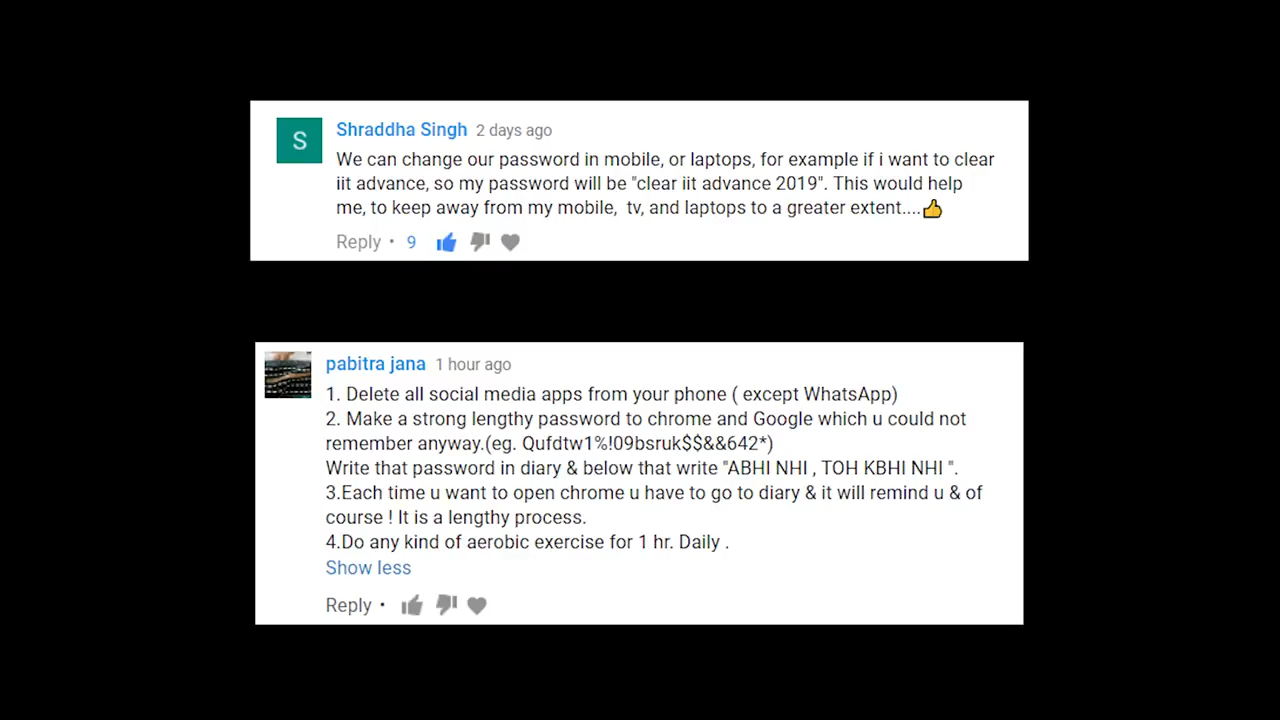 S
Shraddha Singh 2 days ago
We can change our password in mobile, or laptops, for example if i want to clear
iit advance, so my password will be "clear iit advance 2019". This would help
me, to keep away from my mobile,  tv, and laptops to a greater extent....👍
Reply • 9
pabitra jana 1 hour ago
1. Delete all social media apps from your phone ( except WhatsApp)
2. Make a strong lengthy password to chrome and Google which u could not
remember anyway.(eg. Qufdtw1%!09bsruk$$&&642*)
Write that password in diary & below that write "ABHI NHI , TOH KBHI NHI ".
3.Each time u want to open chrome u have to go to diary & it will remind u & of
course ! It is a lengthy process.
4.Do any kind of aerobic exercise for 1 hr. Daily .
Show less
Reply •